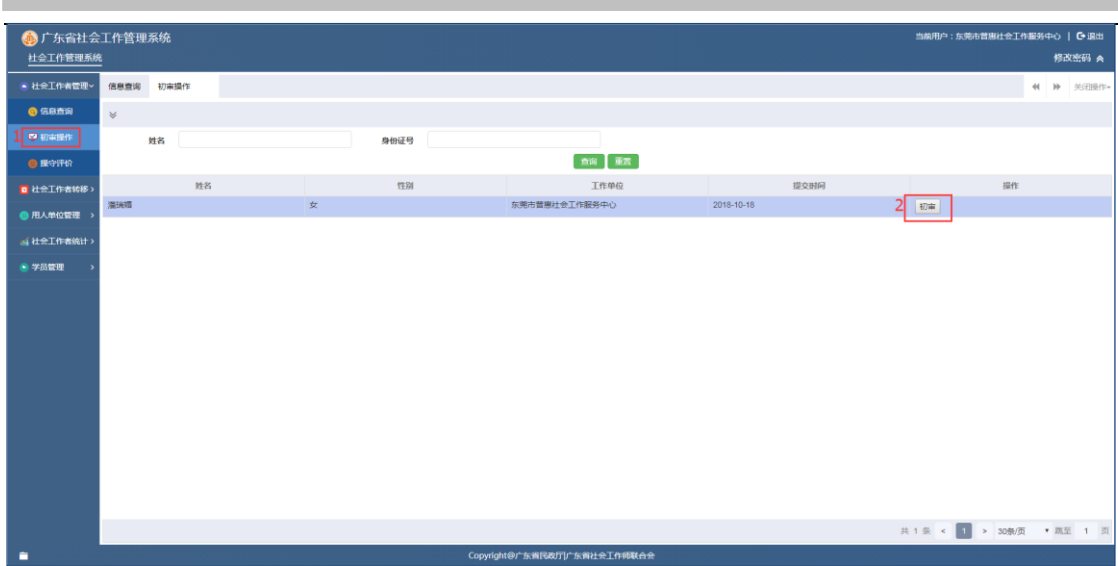 广东省社会工作管理系统
当前用户：东莞市普惠社会工作服务中心 | 退出
社会工作管理系统
修改密码
社会工作者管理
信息查询 初审操作
关闭操作
信息查询
1 初审操作
姓名 身份证号
操守评价
查询 重置
社会工作者转移
姓名 性别 工作单位 提交时间 操作
女 东莞市普惠社会工作服务中心 2018-10-18 2 初审
用人单位管理
社会工作者统计
学员管理
共 1 条 < 1 > 30条/页 跳至 1 页
Copyright@广东省民政厅|广东省社会工作师联合会